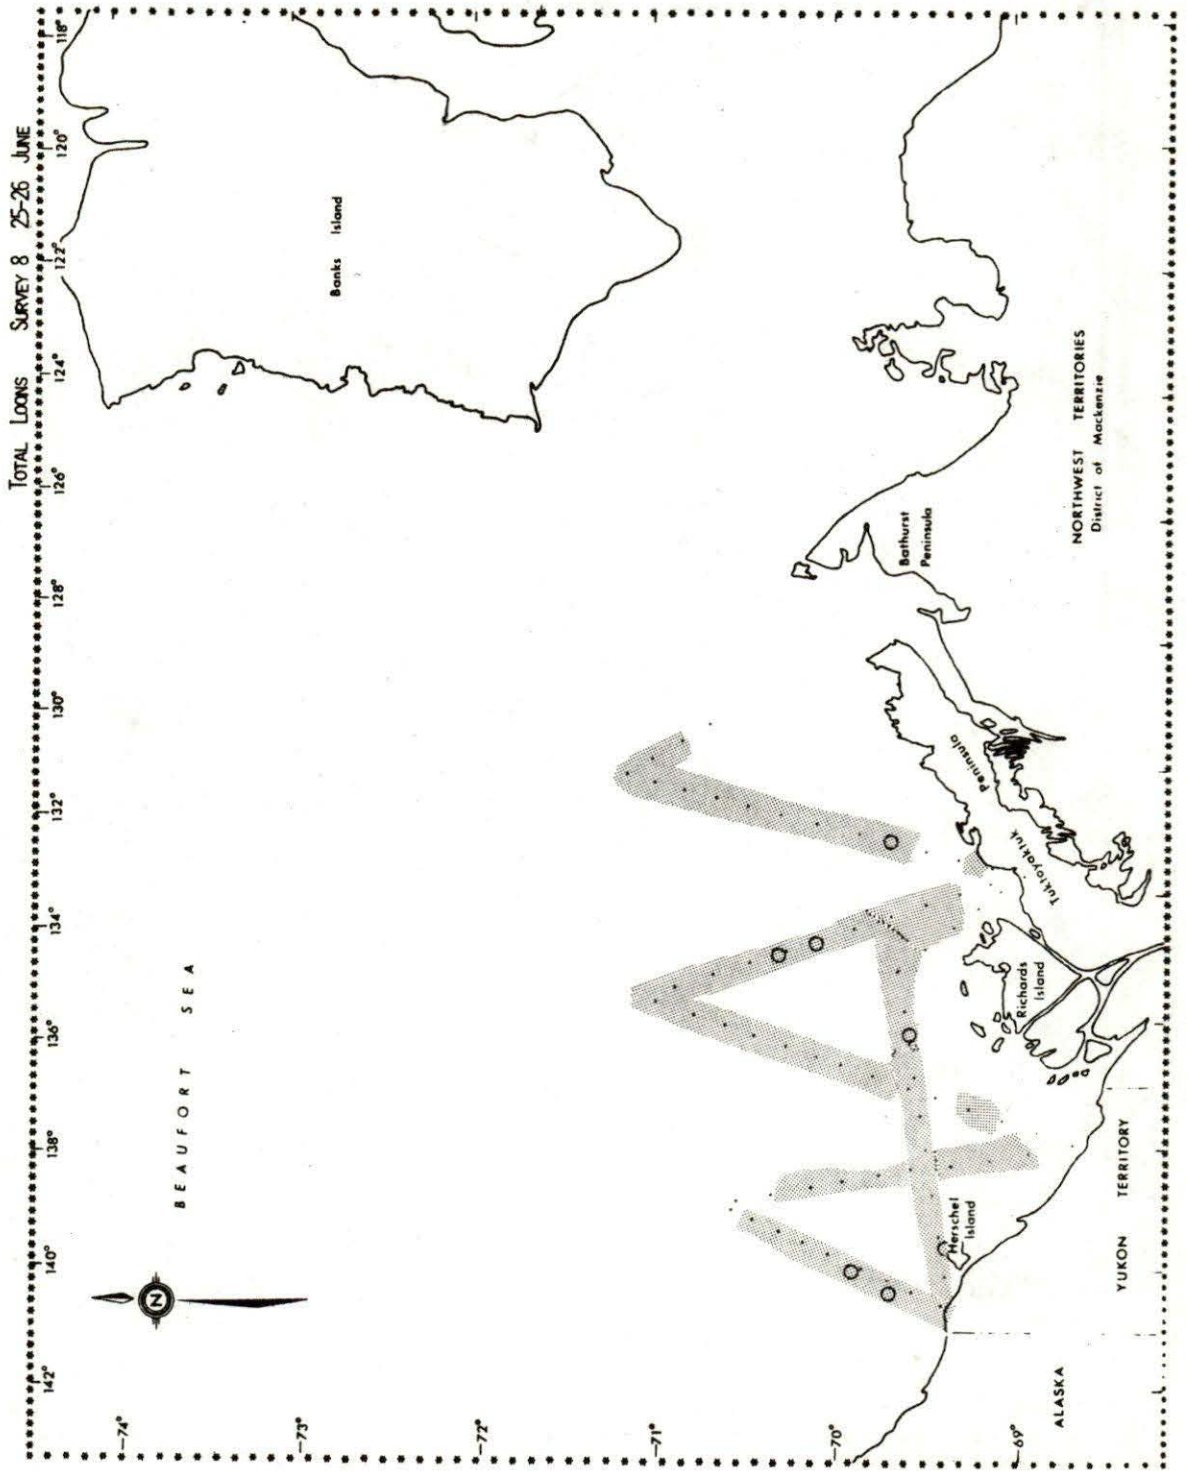 TOTAL LOONS SURVEY 8 25-26 JUNE
142° 140° 138° 136° 134° 132° 130° 128° 126° 124° 122° 120° 118°
74°
73°
72°
71°
70°
69°
N
BEAUFORT SEA
Banks Island
Bathurst
Peninsula
Tuktoyaktuk Peninsula
Richards
Island
Herschel
Island
NORTHWEST TERRITORIES
District of Mackenzie
YUKON TERRITORY
ALASKA